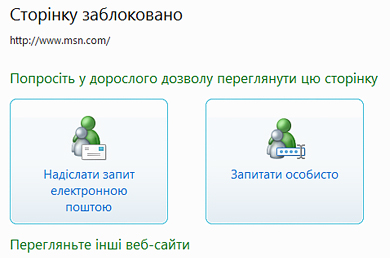 Сторінку заблоковано
http://www.msn.com/
Попросіть у дорослого дозволу переглянути цю сторінку
Надіслати запит
електронною
поштою
Запитати особисто
Перегляньте інші веб-сайти